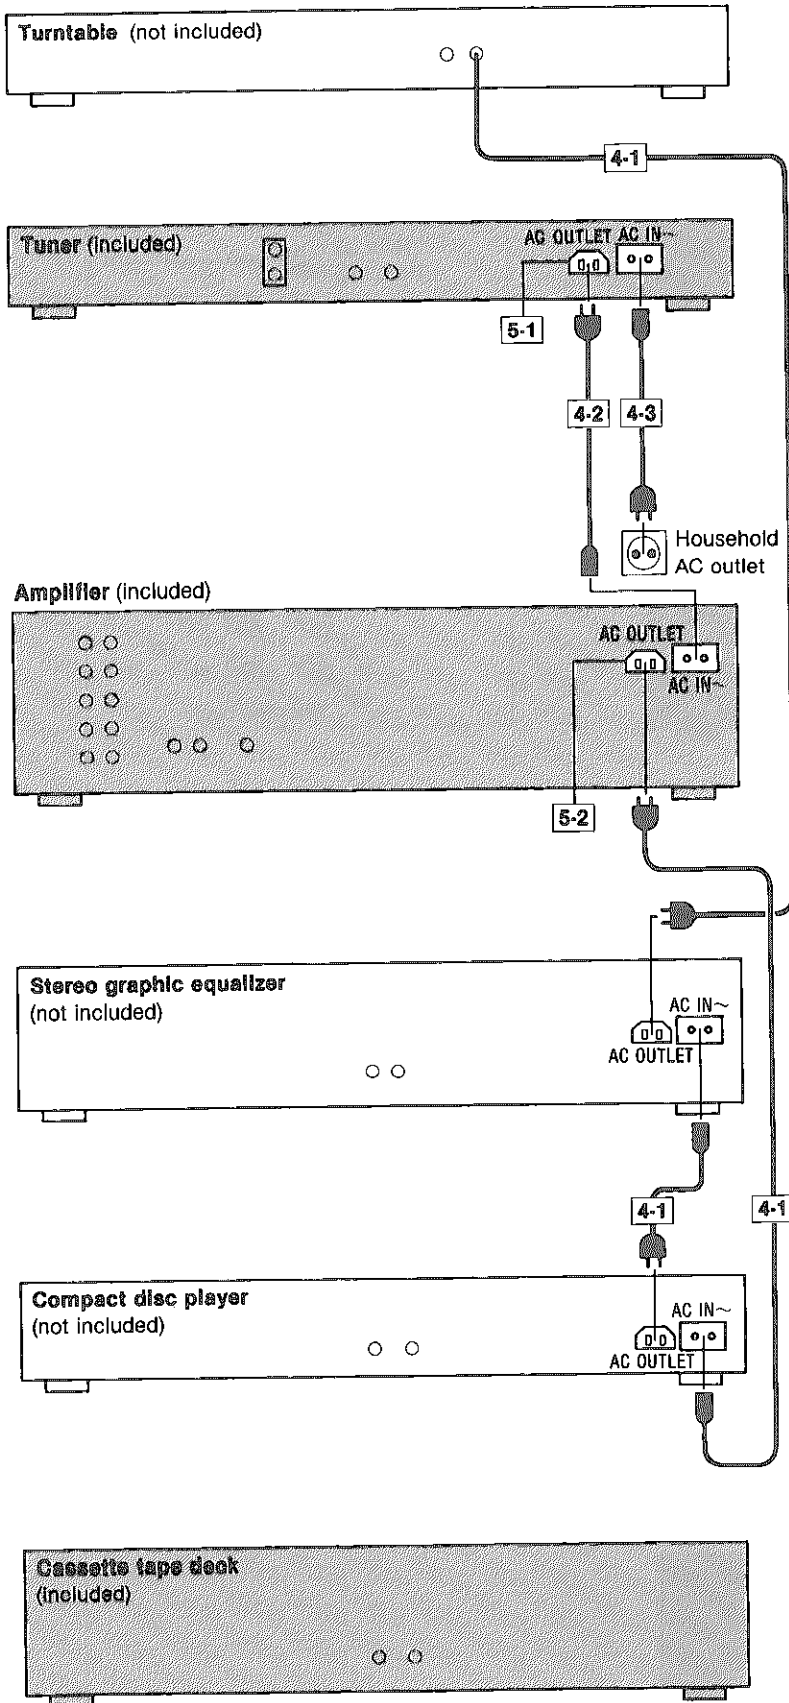 Turntable (not included)
4-1
Tuner (included)
AC OUTLET AC IN~
5-1
4-2 4-3
Household
AC outlet
Amplifier (included)
AC OUTLET
AC IN~
5-2
Stereo graphic equalizer
(not included)
AC IN~
AC OUTLET
4-1
4-1
Compact disc player
(not included)
AC IN~
AC OUTLET
Cassette tape deck
(included)